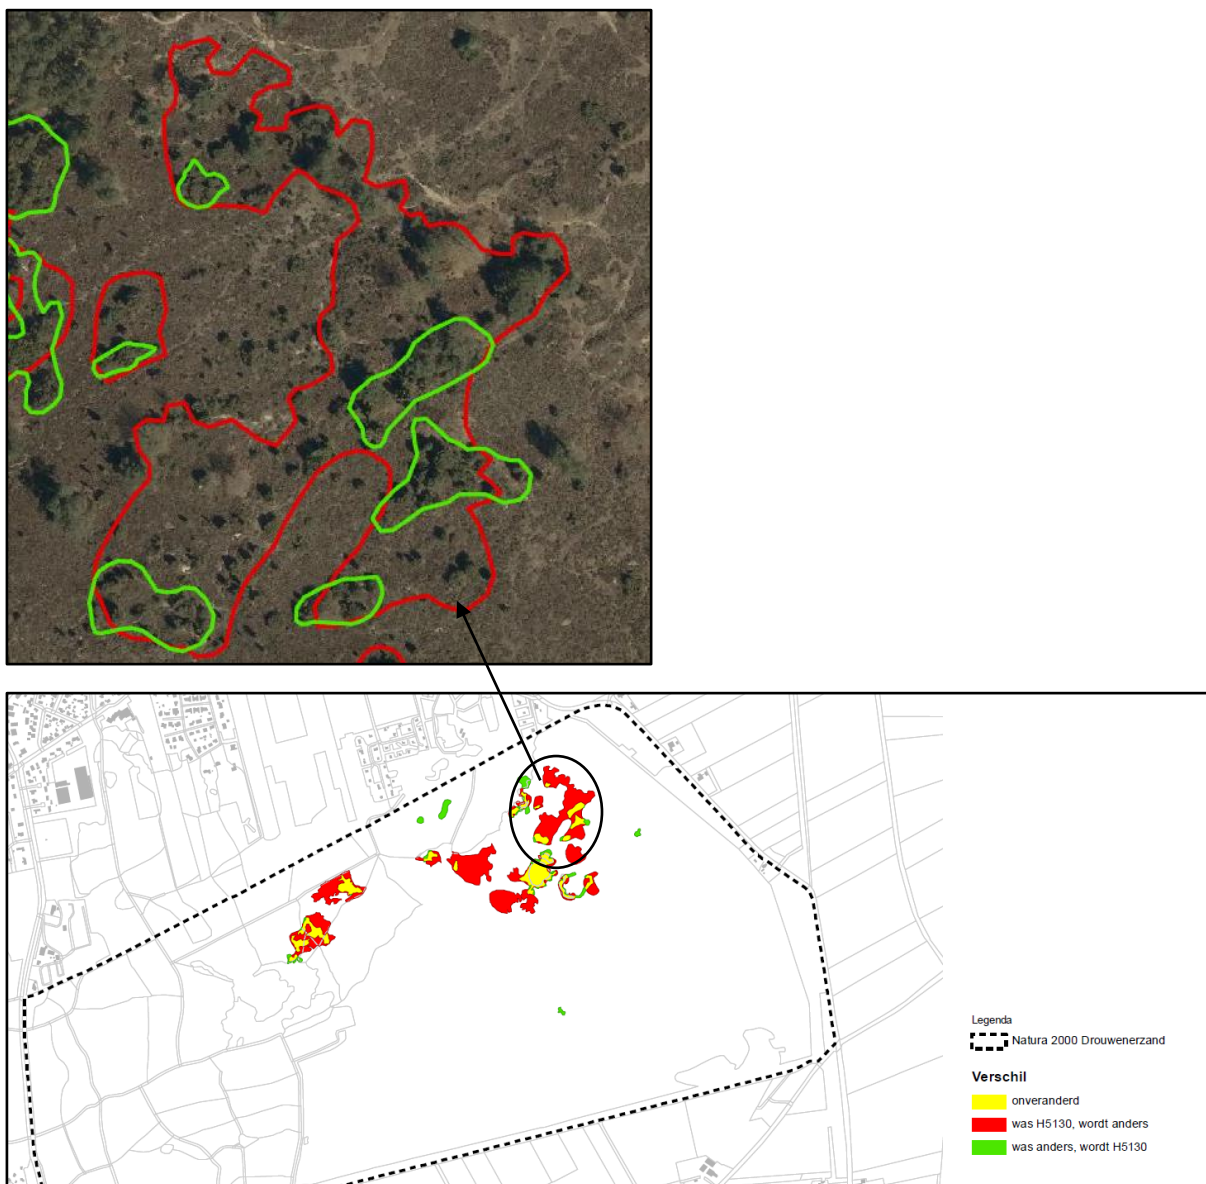 Legenda
Natura 2000 Drouwenerzand
Verschil
onveranderd
was H5130, wordt anders
was anders, wordt H5130